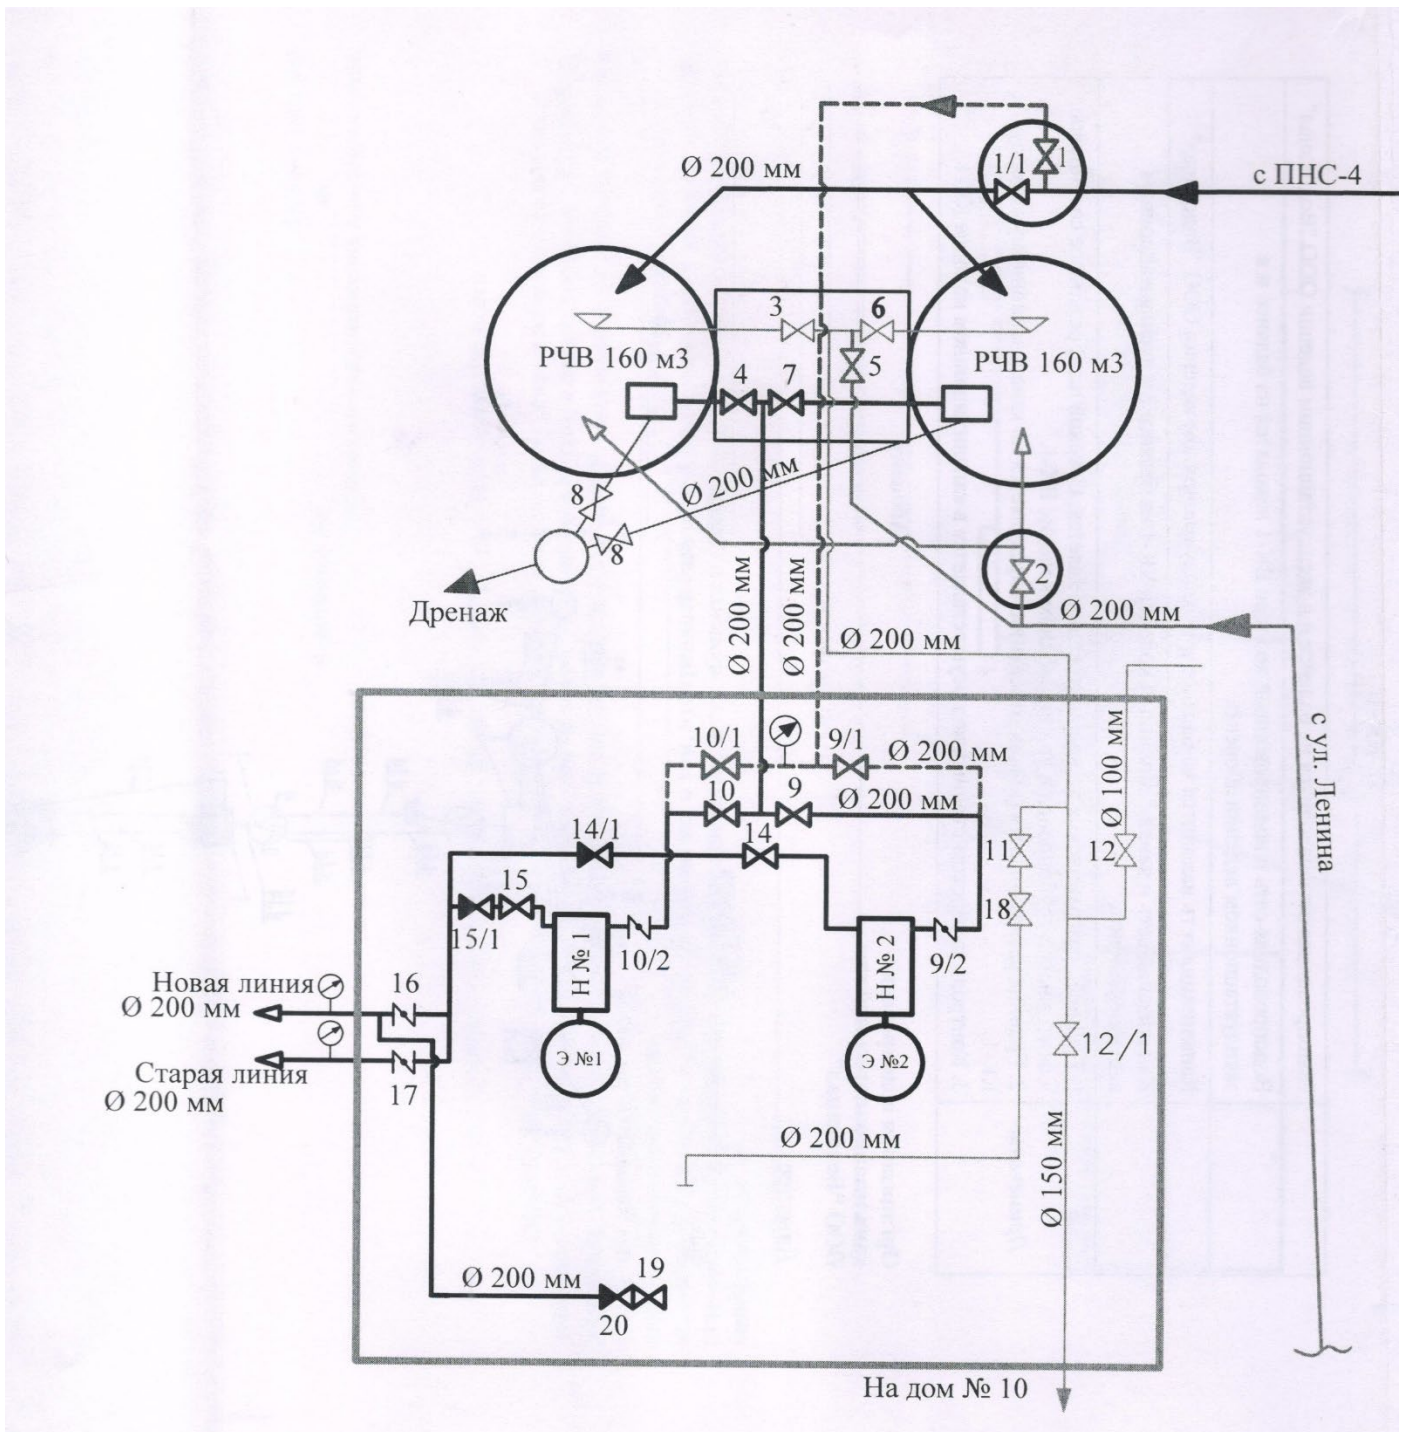 1/1
1
с ПНС-4
Ø 200 мм
3
6
РЧВ 160 м3
5
РЧВ 160 м3
4
7
Ø 200 мм
8
8
2
Дренаж
Ø 200 мм
Ø 200 мм
Ø 200 мм
Ø 200 мм
с ул. Ленина
10/1
9/1
Ø 200 мм
Ø 100 мм
10
9
Ø 200 мм
14/1
14
11
12
15
15/1
18
Н № 1
10/2
Н № 2
9/2
Новая линия
16
Ø 200 мм
Э №1
Э №2
12/1
Старая линия
17
Ø 200 мм
Ø 200 мм
Ø 150 мм
Ø 200 мм
19
20
На дом № 10